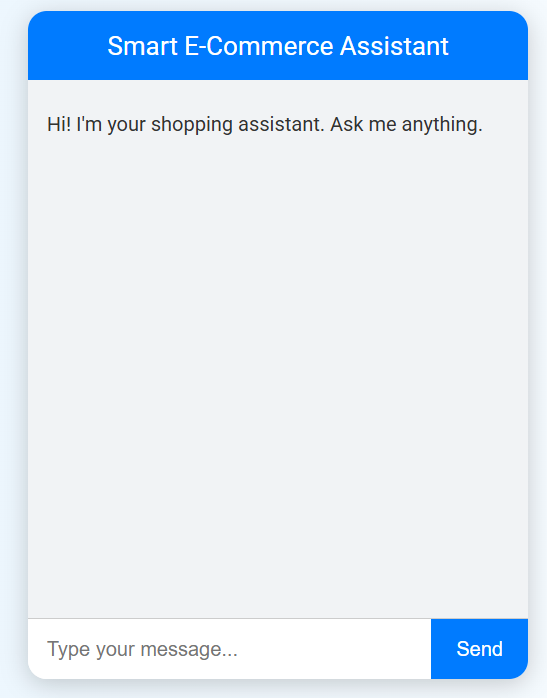 Smart E-Commerce Assistant
Hi! I'm your shopping assistant. Ask me anything.
Type your message...
Send